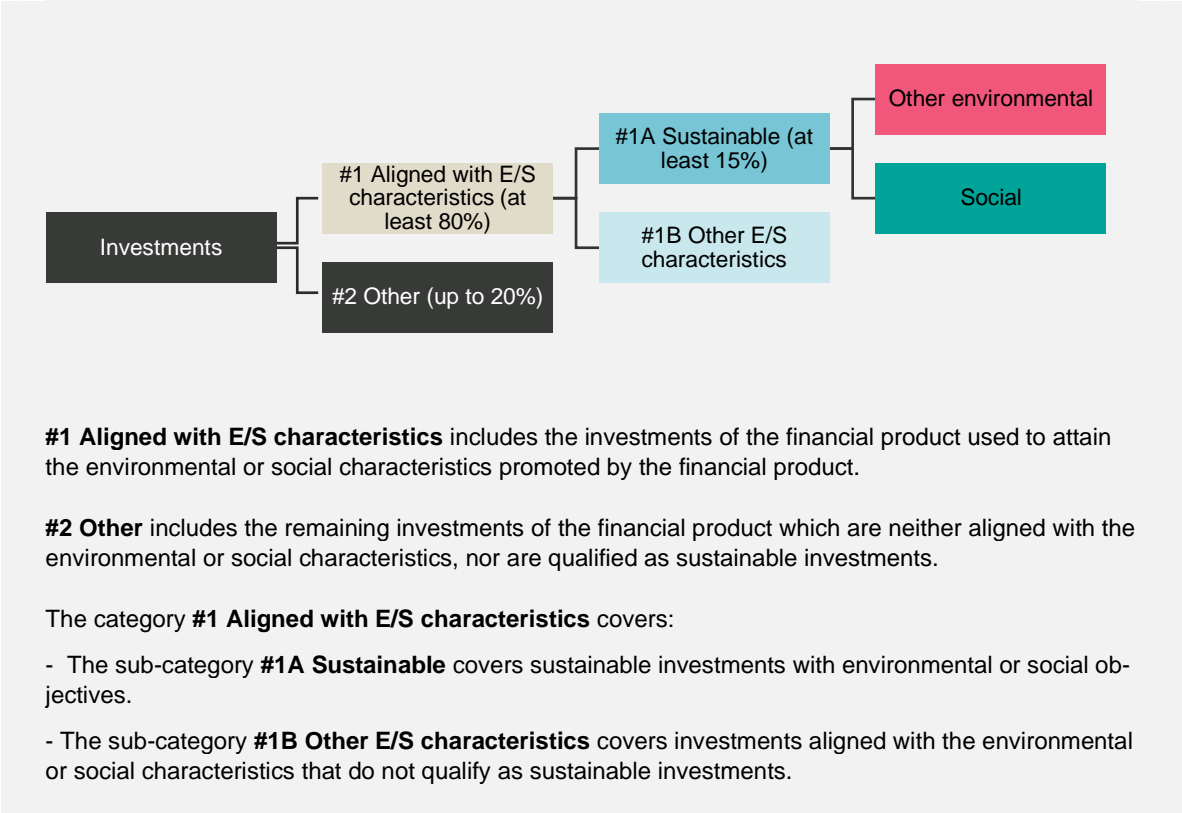 Investments
#1 Aligned with E/S
characteristics (at
least 80%)
#2 Other (up to 20%)
#1A Sustainable (at
least 15%)
#1B Other E/S
characteristics
Other environmental
Social
#1 Aligned with E/S characteristics includes the investments of the financial product used to attain
the environmental or social characteristics promoted by the financial product.
#2 Other includes the remaining investments of the financial product which are neither aligned with the
environmental or social characteristics, nor are qualified as sustainable investments.
The category #1 Aligned with E/S characteristics covers:
- The sub-category #1A Sustainable covers sustainable investments with environmental or social ob-
jectives.
- The sub-category #1B Other E/S characteristics covers investments aligned with the environmental
or social characteristics that do not qualify as sustainable investments.